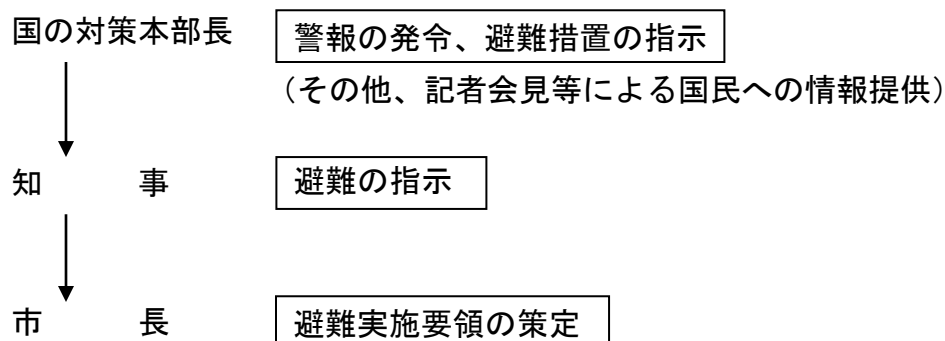 国の対策本部長 警報の発令、避難措置の指示
（その他、記者会見等による国民への情報提供）
知 事 避難の指示
市 長 避難実施要領の策定